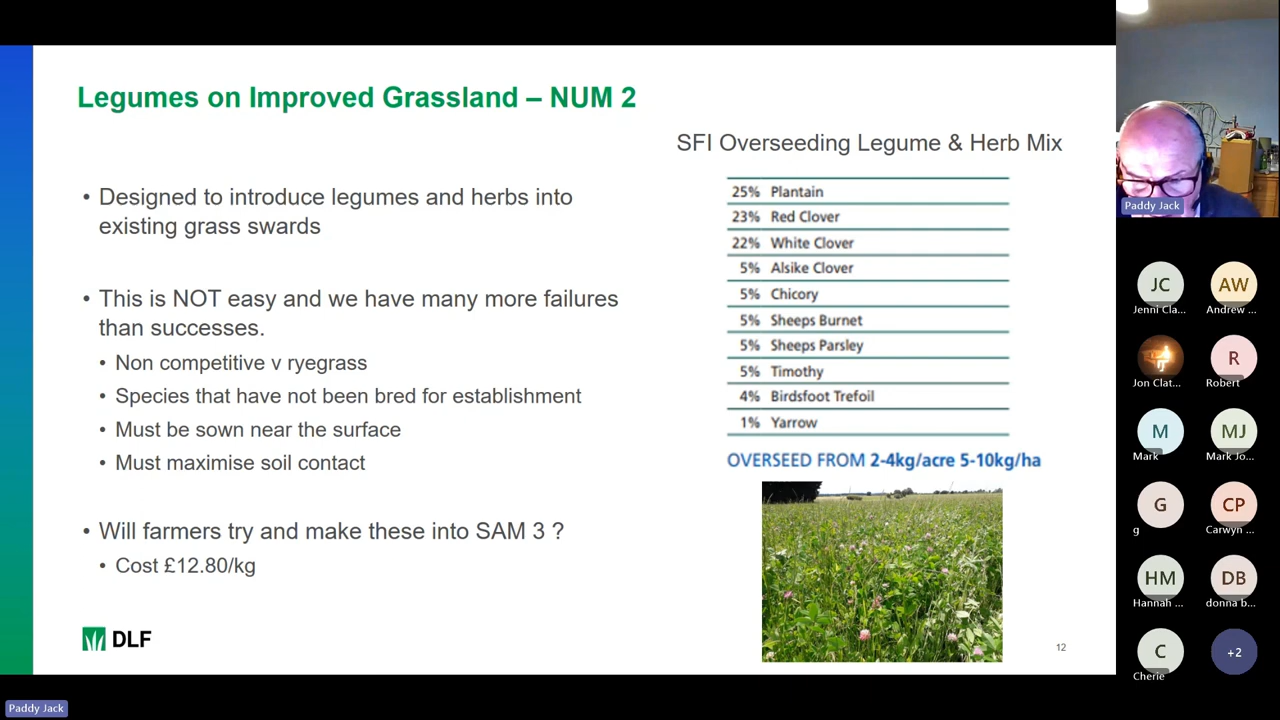 Legumes on Improved Grassland – NUM 2
• Designed to introduce legumes and herbs into
existing grass swards
• This is NOT easy and we have many more failures
than successes.
• Non competitive v ryegrass
• Species that have not been bred for establishment
• Must be sown near the surface
• Must maximise soil contact
• Will farmers try and make these into SAM 3 ?
• Cost £12.80/kg
DLF
SFI Overseeding Legume & Herb Mix
25% Plantain
23% Red Clover
22% White Clover
5% Alsike Clover
5% Chicory
5% Sheeps Burnet
5% Sheeps Parsley
5% Timothy
4% Birdsfoot Trefoil
1% Yarrow
OVERSEED FROM 2-4kg/acre 5-10kg/ha
12
Paddy Jack
JC
Jenni Cla...
AW
Andrew ...
Jon Clat...
R
Robert
M
Mark
MJ
Mark Jo...
G
g
CP
Carwyn ...
HM
Hannah ...
DB
donna b...
C
Cherie
+2
Paddy Jack